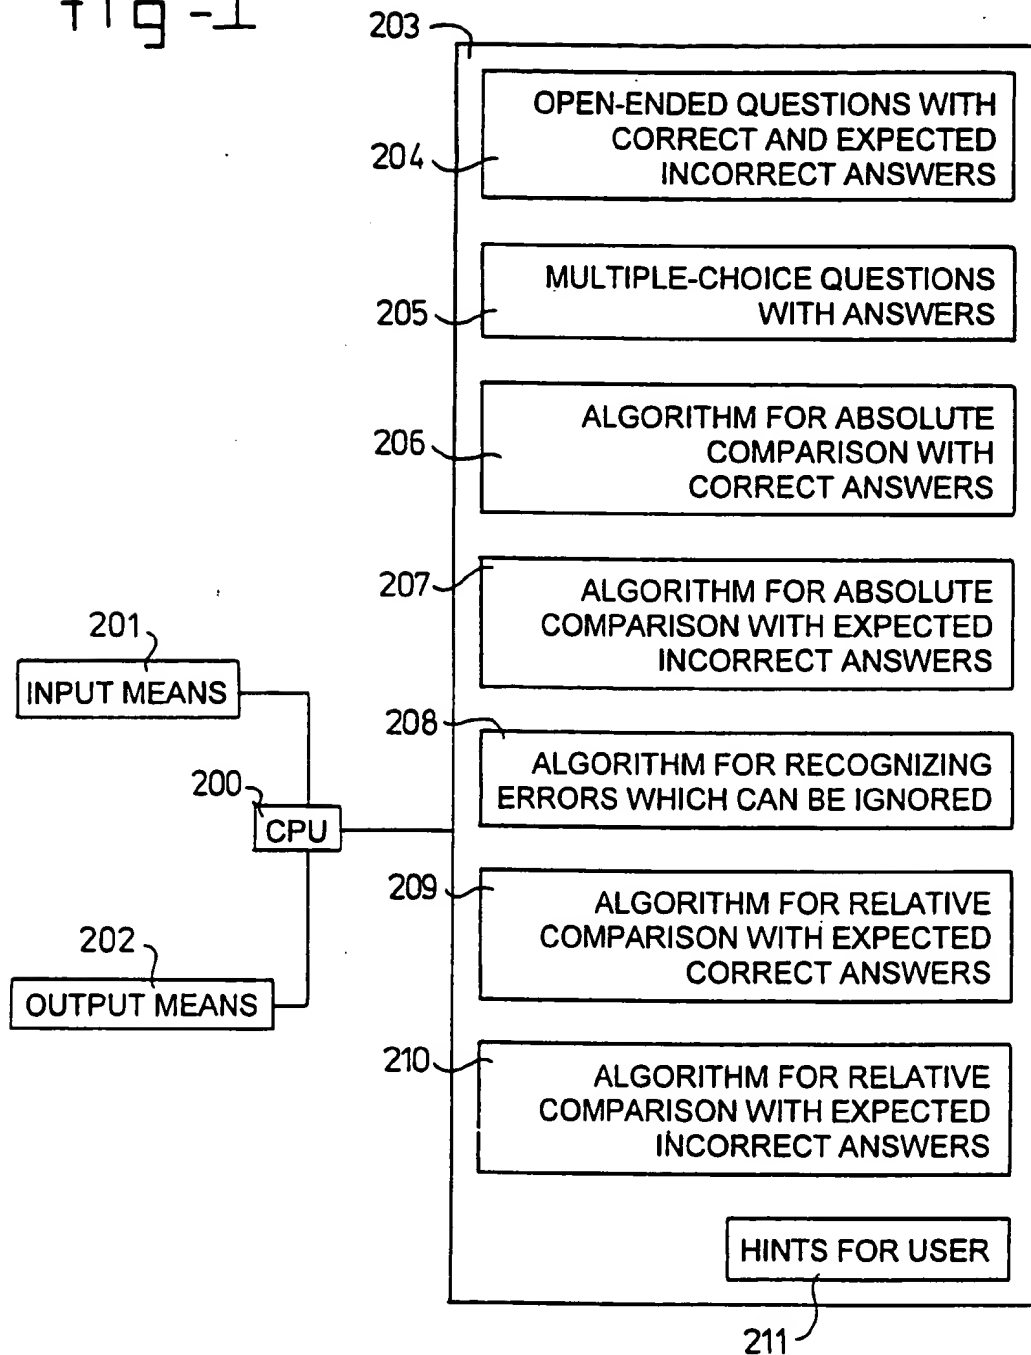 fig-1
203
OPEN-ENDED QUESTIONS WITH
CORRECT AND EXPECTED
INCORRECT ANSWERS
204
MULTIPLE-CHOICE QUESTIONS
WITH ANSWERS
205
ALGORITHM FOR ABSOLUTE
COMPARISON WITH
CORRECT ANSWERS
206
207
ALGORITHM FOR ABSOLUTE
COMPARISON WITH EXPECTED
INCORRECT ANSWERS
201
INPUT MEANS
208
ALGORITHM FOR RECOGNIZING
ERRORS WHICH CAN BE IGNORED
200
CPU
209
ALGORITHM FOR RELATIVE
COMPARISON WITH EXPECTED
CORRECT ANSWERS
202
OUTPUT MEANS
210
ALGORITHM FOR RELATIVE
COMPARISON WITH EXPECTED
INCORRECT ANSWERS
HINTS FOR USER
211